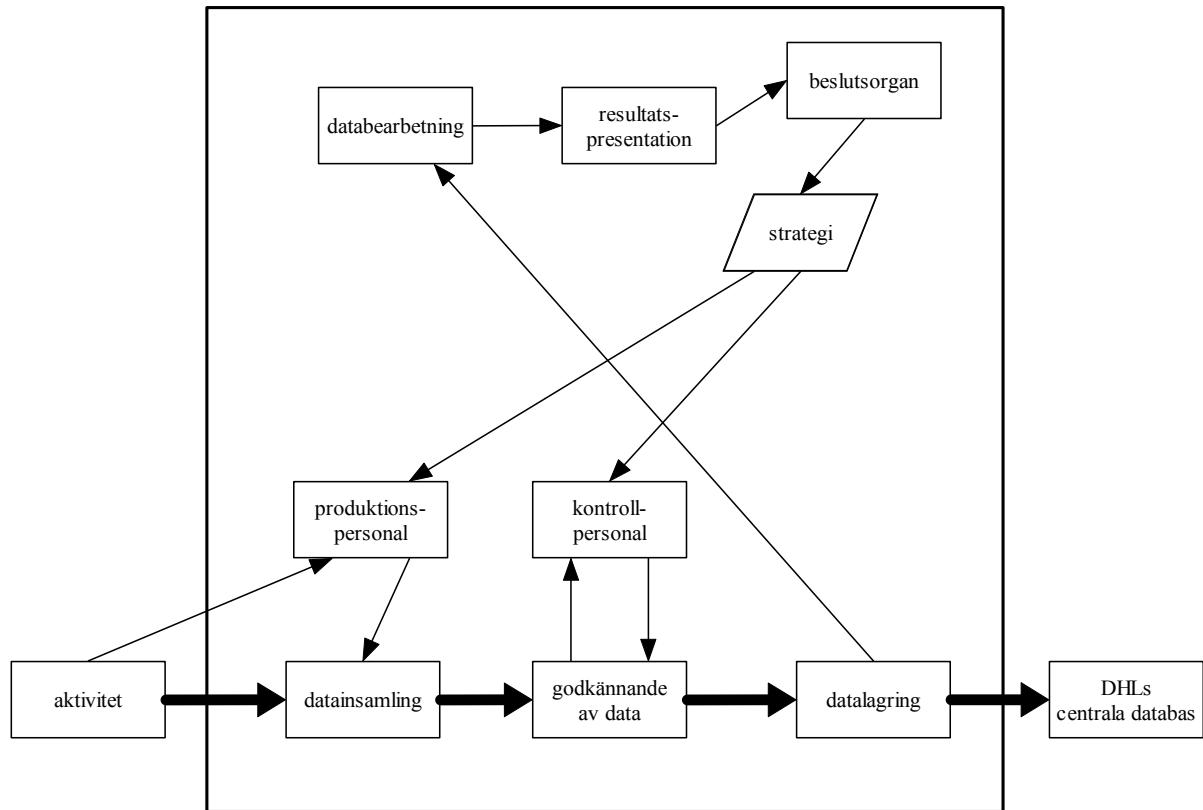 beslutsorgan
databearbetning
resultats-
presentation
strategi
produktions-
personal
kontroll-
personal
aktivitet
datainsamling
godkännande
av data
datalagring
DHLs
centrala databas